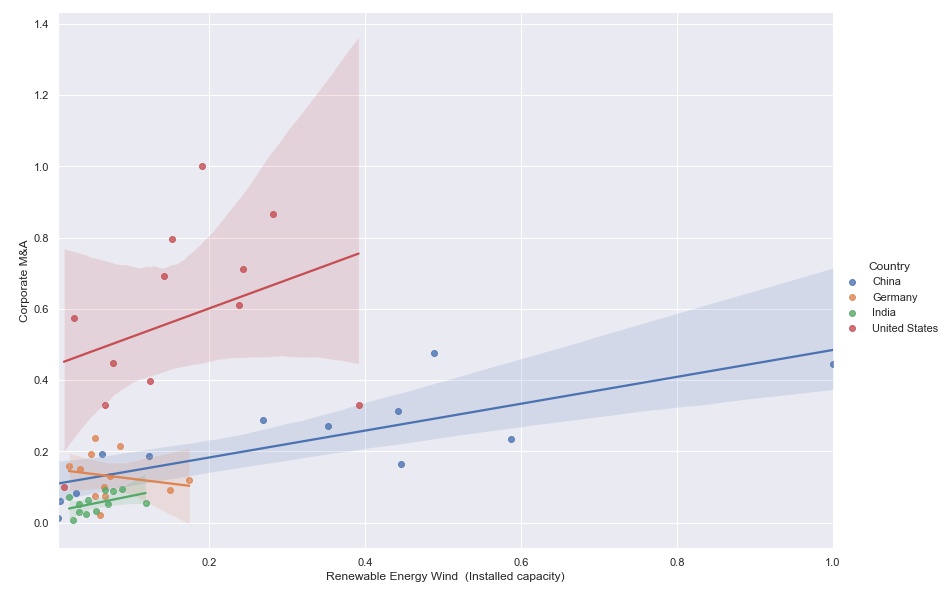 1.4
1.2
1.0
0.8
0.6
0.4
0.2
0.0
Corporate M&A
0.2 0.4 0.6 0.8 1.0
Renewable Energy Wind  (Installed capacity)
Country
China
Germany
India
United States